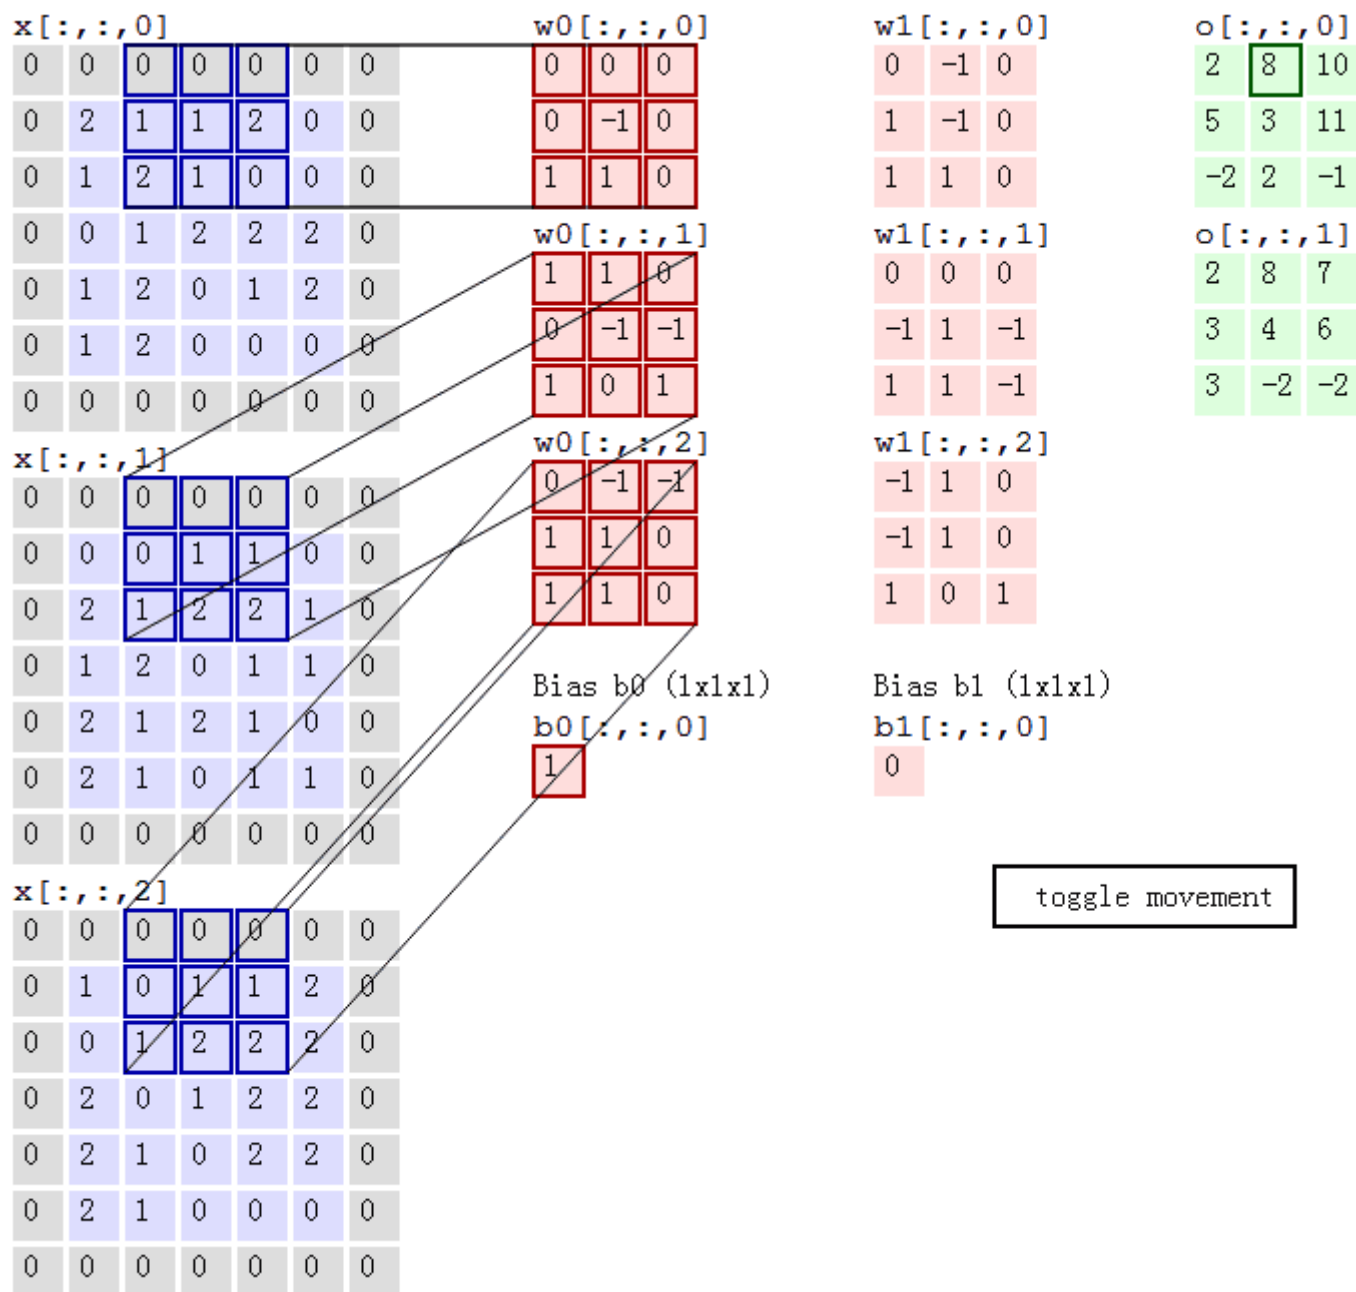 x[:,:,0] w0[:,:,0] w1[:,:,0] o[:,:,0]
0 0 0 0 0 0 0 0 0 0 0 -1 0 2 8 10
0 2 1 1 2 0 0 0 -1 0 1 -1 0 5 3 11
0 1 2 1 0 0 0 1 1 0 1 1 0 -2 2 -1
0 0 1 2 2 2 0 w0[:,:,1] w1[:,:,1] o[:,:,1]
0 1 2 0 1 2 0 1 1 0 0 0 0 2 8 7
0 1 2 0 0 0 0 0 -1 -1 -1 1 -1 3 4 6
0 0 0 0 0 0 0 1 0 1 1 1 -1 3 -2 -2
x[:,:,1] w0[:,:,2] w1[:,:,2]
0 0 0 0 0 0 0 0 -1 -1 -1 1 0
0 0 0 1 1 0 0 1 1 0 -1 1 0
0 2 1 2 2 1 0 1 1 0 1 0 1
0 1 2 0 1 1 0 Bias b0 (1x1x1) Bias b1 (1x1x1)
0 2 1 2 1 0 0 b0[:,:,0] b1[:,:,0]
0 2 1 0 1 1 0 1 0
0 0 0 0 0 0 0
x[:,:,2] toggle movement
0 0 0 0 0 0 0
0 1 0 1 1 2 0
0 0 1 2 2 2 0
0 2 0 1 2 2 0
0 2 1 0 2 2 0
0 2 1 0 0 0 0
0 0 0 0 0 0 0